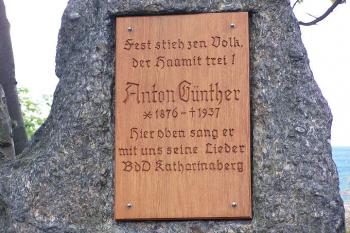 Fest stieh zen Volk,
der Haamit trei!
Anton Günther
✶ 1876 – ✝ 1937
Hier oben sang er
mit uns seine Lieder
BdD Katharinaberg